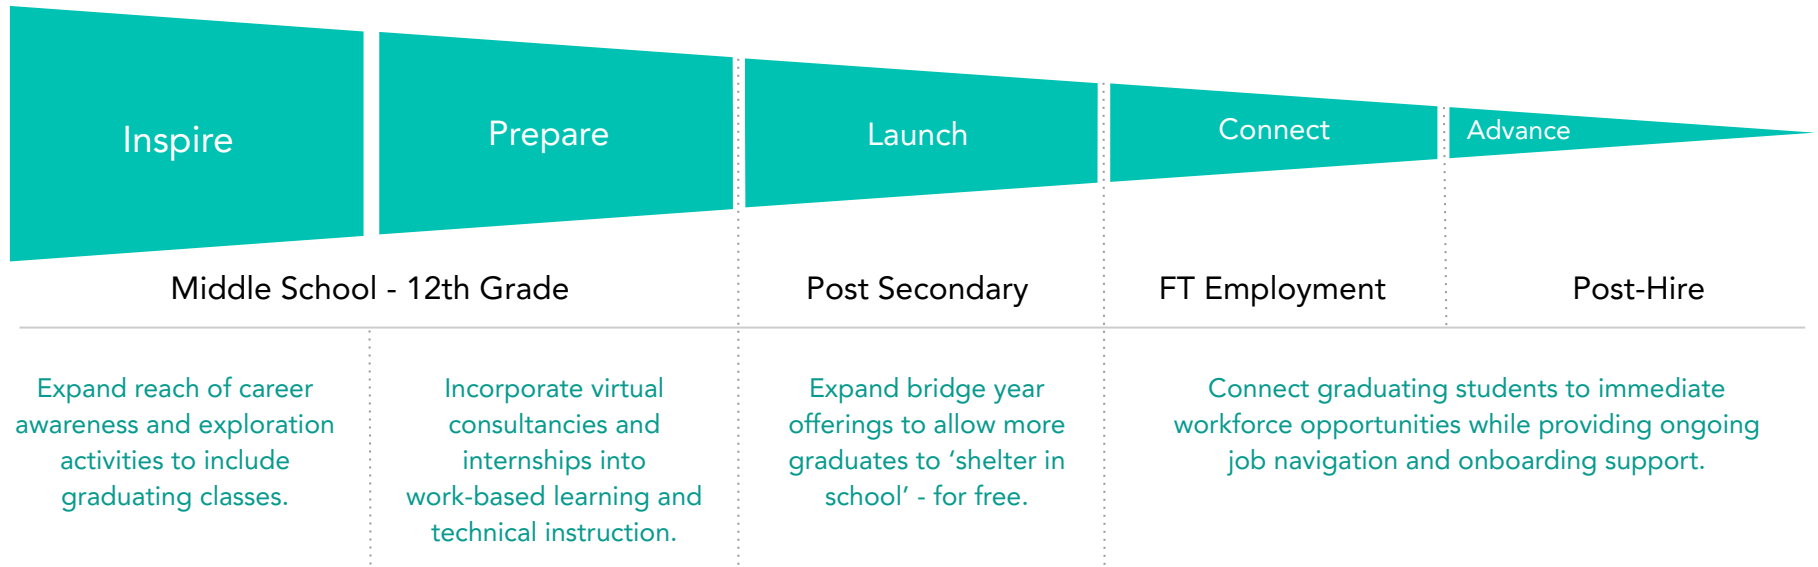 Inspire
Prepare
Launch
Connect
Advance
Middle School - 12th Grade
Post Secondary
FT Employment
Post-Hire
Expand reach of career
awareness and exploration
activities to include
graduating classes.
Incorporate virtual
consultancies and
internships into
work-based learning and
technical instruction.
Expand bridge year
offerings to allow more
graduates to ‘shelter in
school’ - for free.
Connect graduating students to immediate
workforce opportunities while providing ongoing
job navigation and onboarding support.